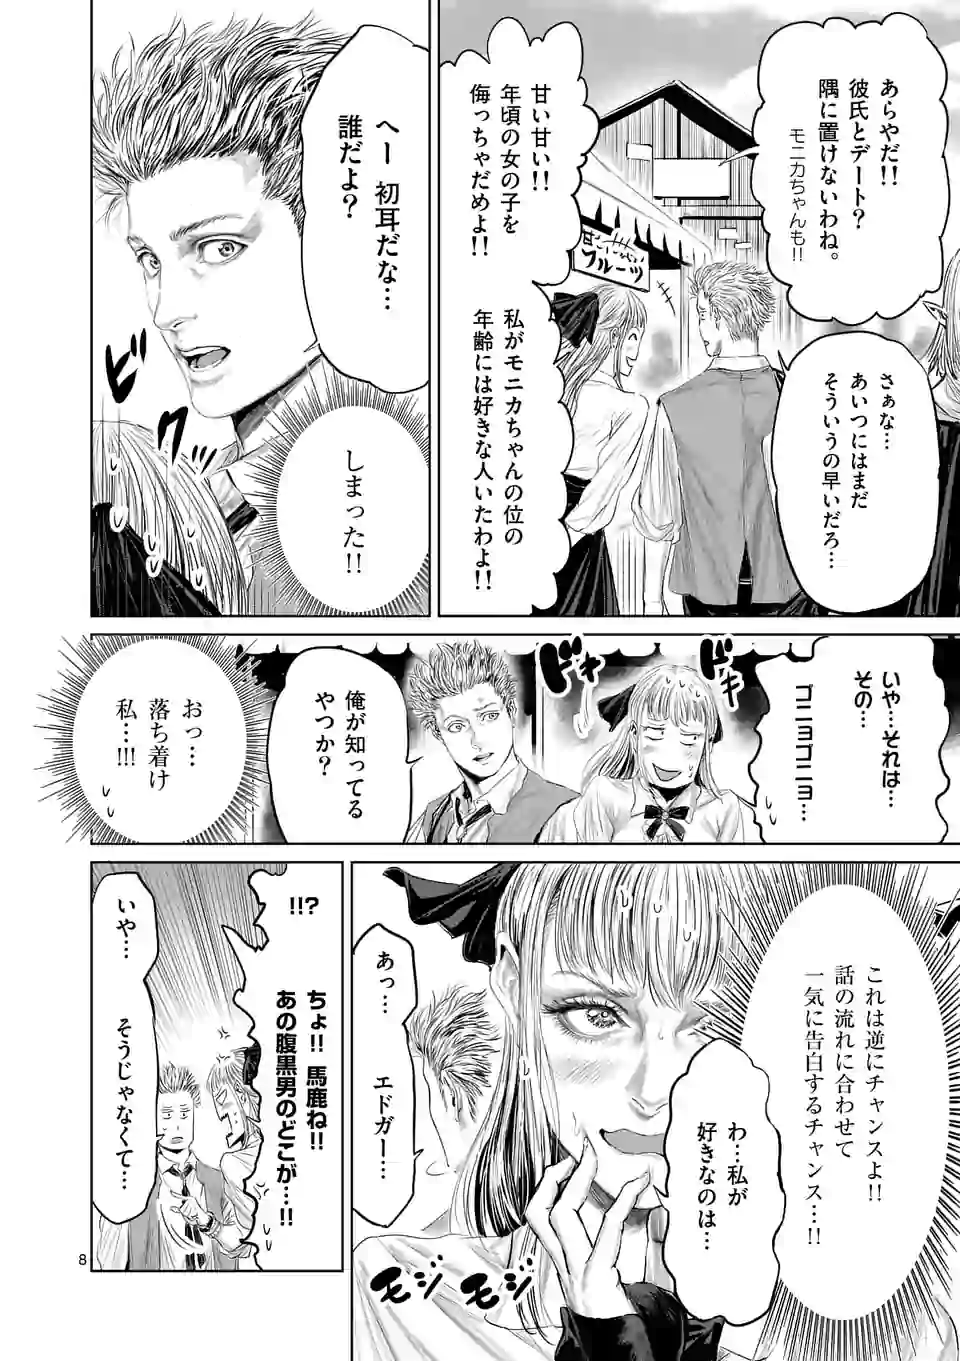 あらやだ!!
彼氏とデート?
隅に置けないわね。
モニカちゃんも!!
さぁな…
あいつにはまだ
そういうの早いだろ…
甘い甘い!!
年頃の女の子を
侮っちゃだめよ!!
私がモニカちゃんの位の
年齢には好きな人いたわよ!!
フルーツ
へー 初耳だな…
誰だよ?
ビク
ビクッ
しまった!!
いや…それは…
その…
ゴニョゴニョ…
ドキ
ドキ
俺が知ってる
やつか?
おっ…
落ち着け
私…!!!
これは逆にチャンスよ!!
話の流れに合わせて
一気に告白するチャンス…!!
わ…私が
好きなのは…
モジ
モジ
あっ…
エドガー…
!!?
ちょ!! 馬鹿ね!!
あの腹黒男のどこが…!!
いや…
そうじゃなくて…
8